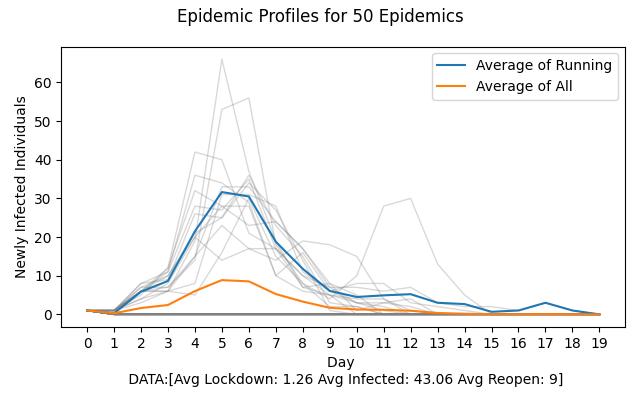 Epidemic Profiles for 50 Epidemics
Average of Running
Average of All
Newly Infected Individuals
60
50
40
30
20
10
0
0 1 2 3 4 5 6 7 8 9 10 11 12 13 14 15 16 17 18 19
Day
DATA:[Avg Lockdown: 1.26 Avg Infected: 43.06 Avg Reopen: 9]